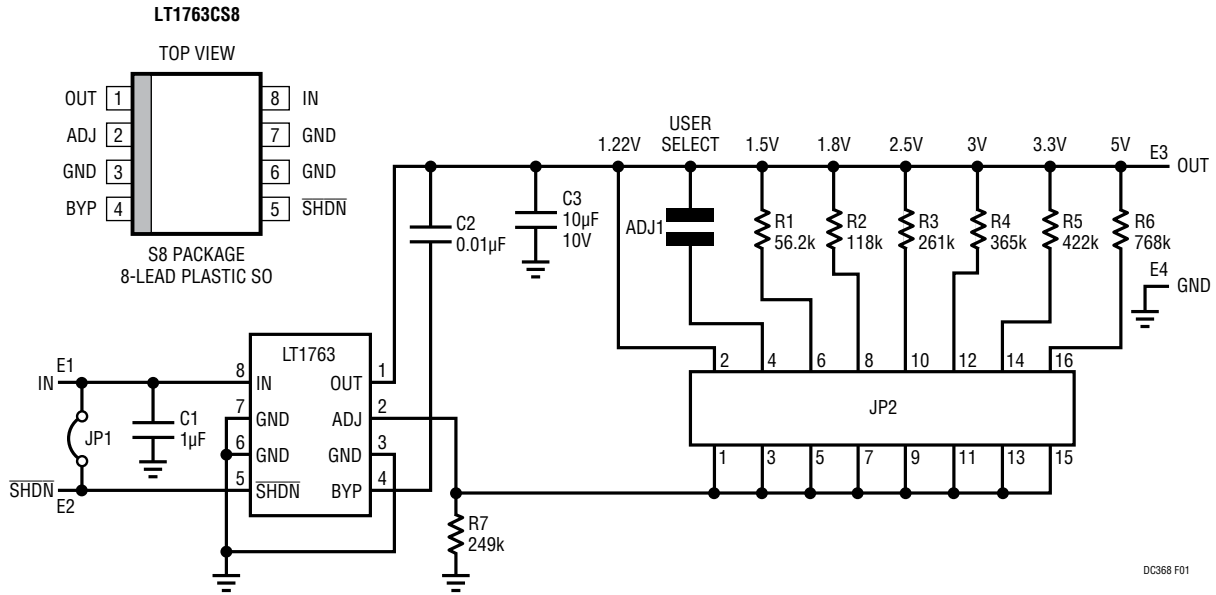 LT1763CS8
TOP VIEW
OUT 1
8 IN
ADJ 2
7 GND
GND 3
6 GND
BYP 4
5 SHDN
S8 PACKAGE
8-LEAD PLASTIC SO
1.22V
USER
SELECT
1.5V
1.8V
2.5V
3V
3.3V
5V
E3
OUT
C2
0.01µF
C3
10µF
10V
ADJ1
R1
56.2k
R2
118k
R3
261k
R4
365k
R5
422k
R6
768k
E4
GND
E1
IN
JP1
C1
1µF
SHDN
E2
LT1763
8 IN
OUT 1
7 GND
ADJ 2
6 GND
GND 3
5 SHDN
BYP 4
R7
249k
2 4 6 8 10 12 14 16
JP2
1 3 5 7 9 11 13 15
DC368 F01